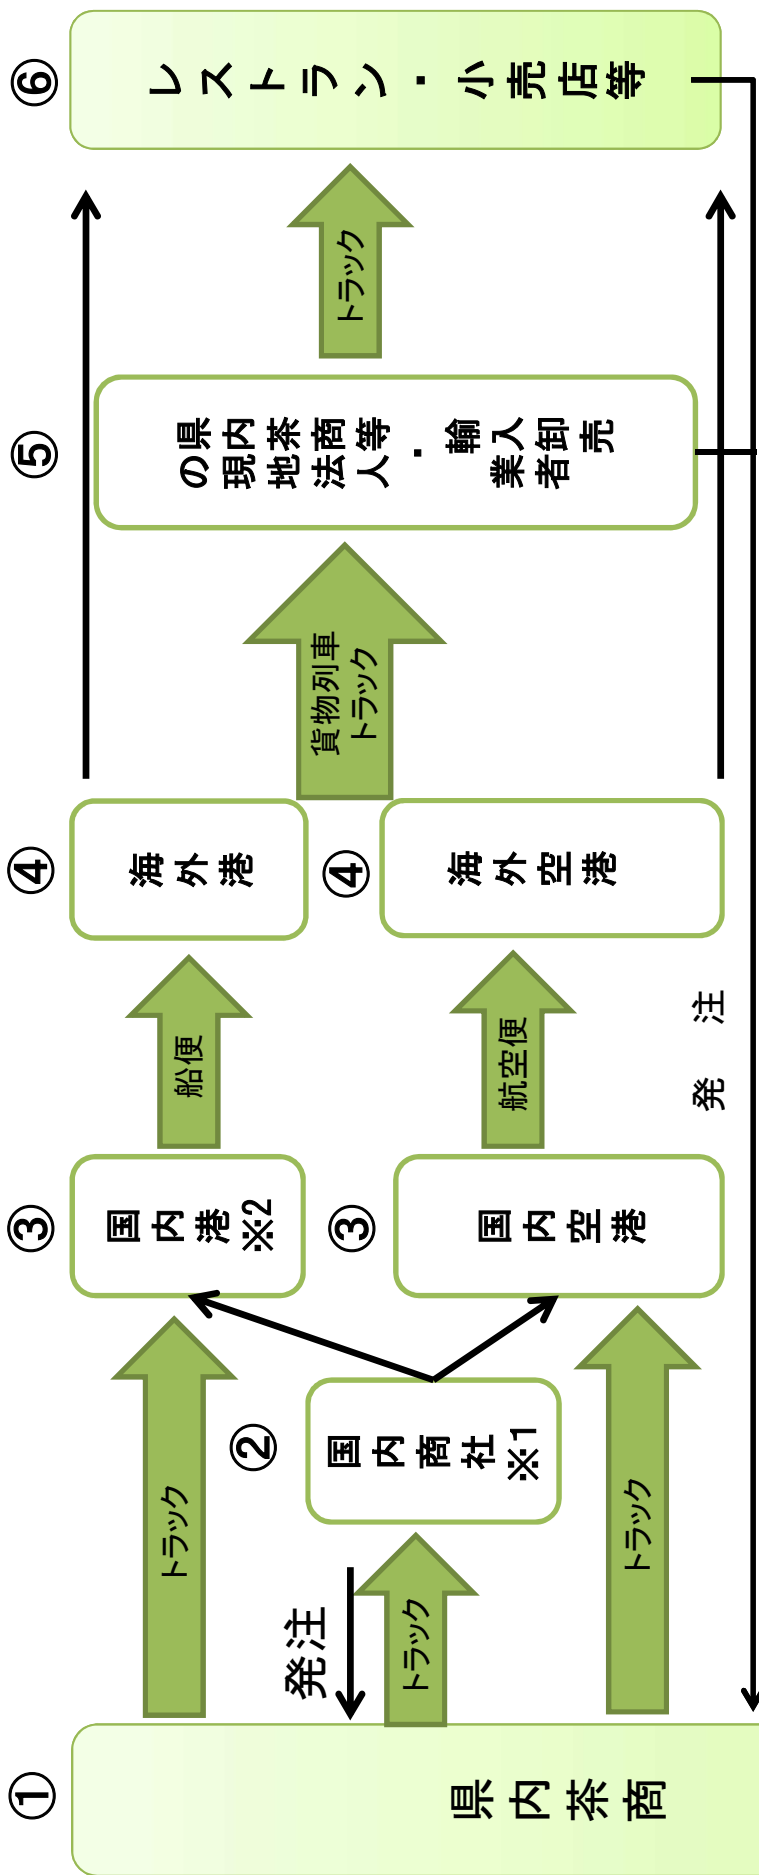 ①
県内茶商
トラック
発注
トラック
トラック
②
国内商社
※1
③
国内港
※2
③
国内空港
船便
航空便
発　注
④
海外港
④
海外空港
貨物列車
トラック
⑤
県内茶商等・輸入卸売
の現地法人　業者
トラック
⑥
レストラン・小売店等